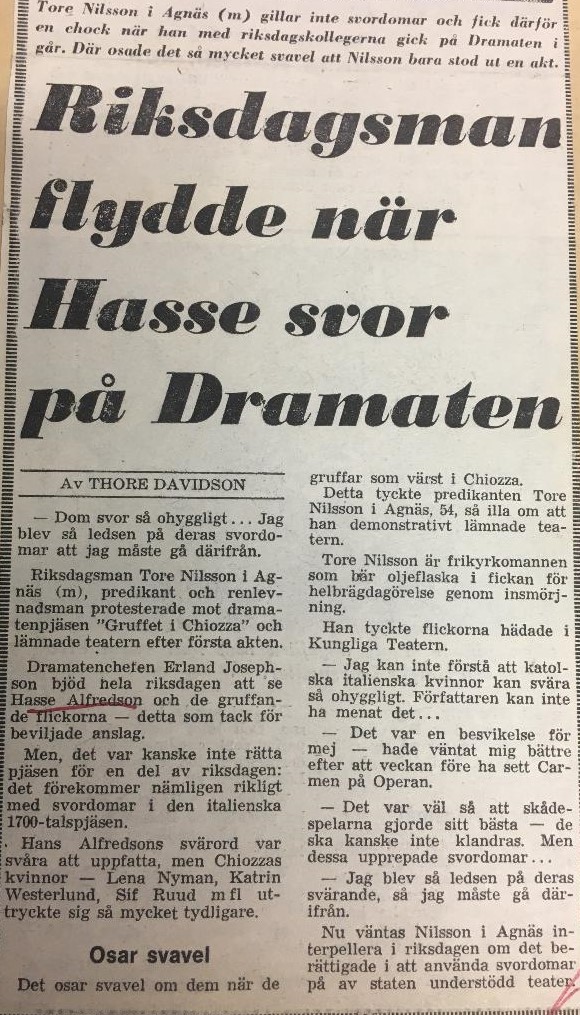 Tore Nilsson i Agnäs (m) gillar inte svordomar och fick därför
en chock när han med riksdagskollegerna gick på Dramaten i
går. Där osade det så mycket svavel att Nilsson bara stod ut en akt.
Riksdagsman
flydde när
Hasse svor
på Dramaten
Av THORE DAVIDSON
— Dom svor så ohyggligt... Jag
blev så ledsen på deras svordo-
mar att jag måste gå därifrån.
Riksdagsman Tore Nilsson i Ag-
näs (m), predikant och renlev-
nadsman protesterade mot drama-
tenpjäsen "Gruffet i Chiozza" och
lämnade teatern efter första akten.
Dramatenchefen Erland Joseph-
son bjöd hela riksdagen att se
Hasse Alfredson och de gruffan-
de flickorna — detta som tack för
beviljade anslag.
Men, det var kanske inte rätta
pjäsen för en del av riksdagen:
det förekommer nämligen rikligt
med svordomar i den italienska
1700-talspjäsen.
Hans Alfredsons svärord var
svåra att uppfatta, men Chiozzas
kvinnor — Lena Nyman, Katrin
Westerlund, Sif Ruud m fl ut-
tryckte sig så mycket tydligare.
Osar svavel
Det osar svavel om dem när de
gruffar som värst i Chiozza.
Detta tyckte predikanten Tore
Nilsson i Agnäs, 54, så illa om att
han demonstrativt lämnade tea-
tern.
Tore Nilsson är frikyrkomannen
som bär oljeflaska i fickan för
helbrägdagörelse genom insmörj-
ning.
Han tyckte flickorna hädade i
Kungliga Teatern.
— Jag kan inte förstå att katol-
ska italienska kvinnor kan svära
så ohyggligt. Författaren kan inte
ha menat det...
— Det var en besvikelse för
mej — hade väntat mig bättre
efter att veckan före ha sett Car-
men på Operan.
— Det var väl så att skåde-
spelarna gjorde sitt bästa — de
ska kanske inte klandras. Men
dessa upprepade svordomar...
— Jag blev så ledsen på deras
svärande, så jag måste gå där-
ifrån.
Nu väntas Nilsson i Agnäs in-
terpellera i riksdagen om det be-
rättigade i att använda svordomar
på av staten understödd teater.